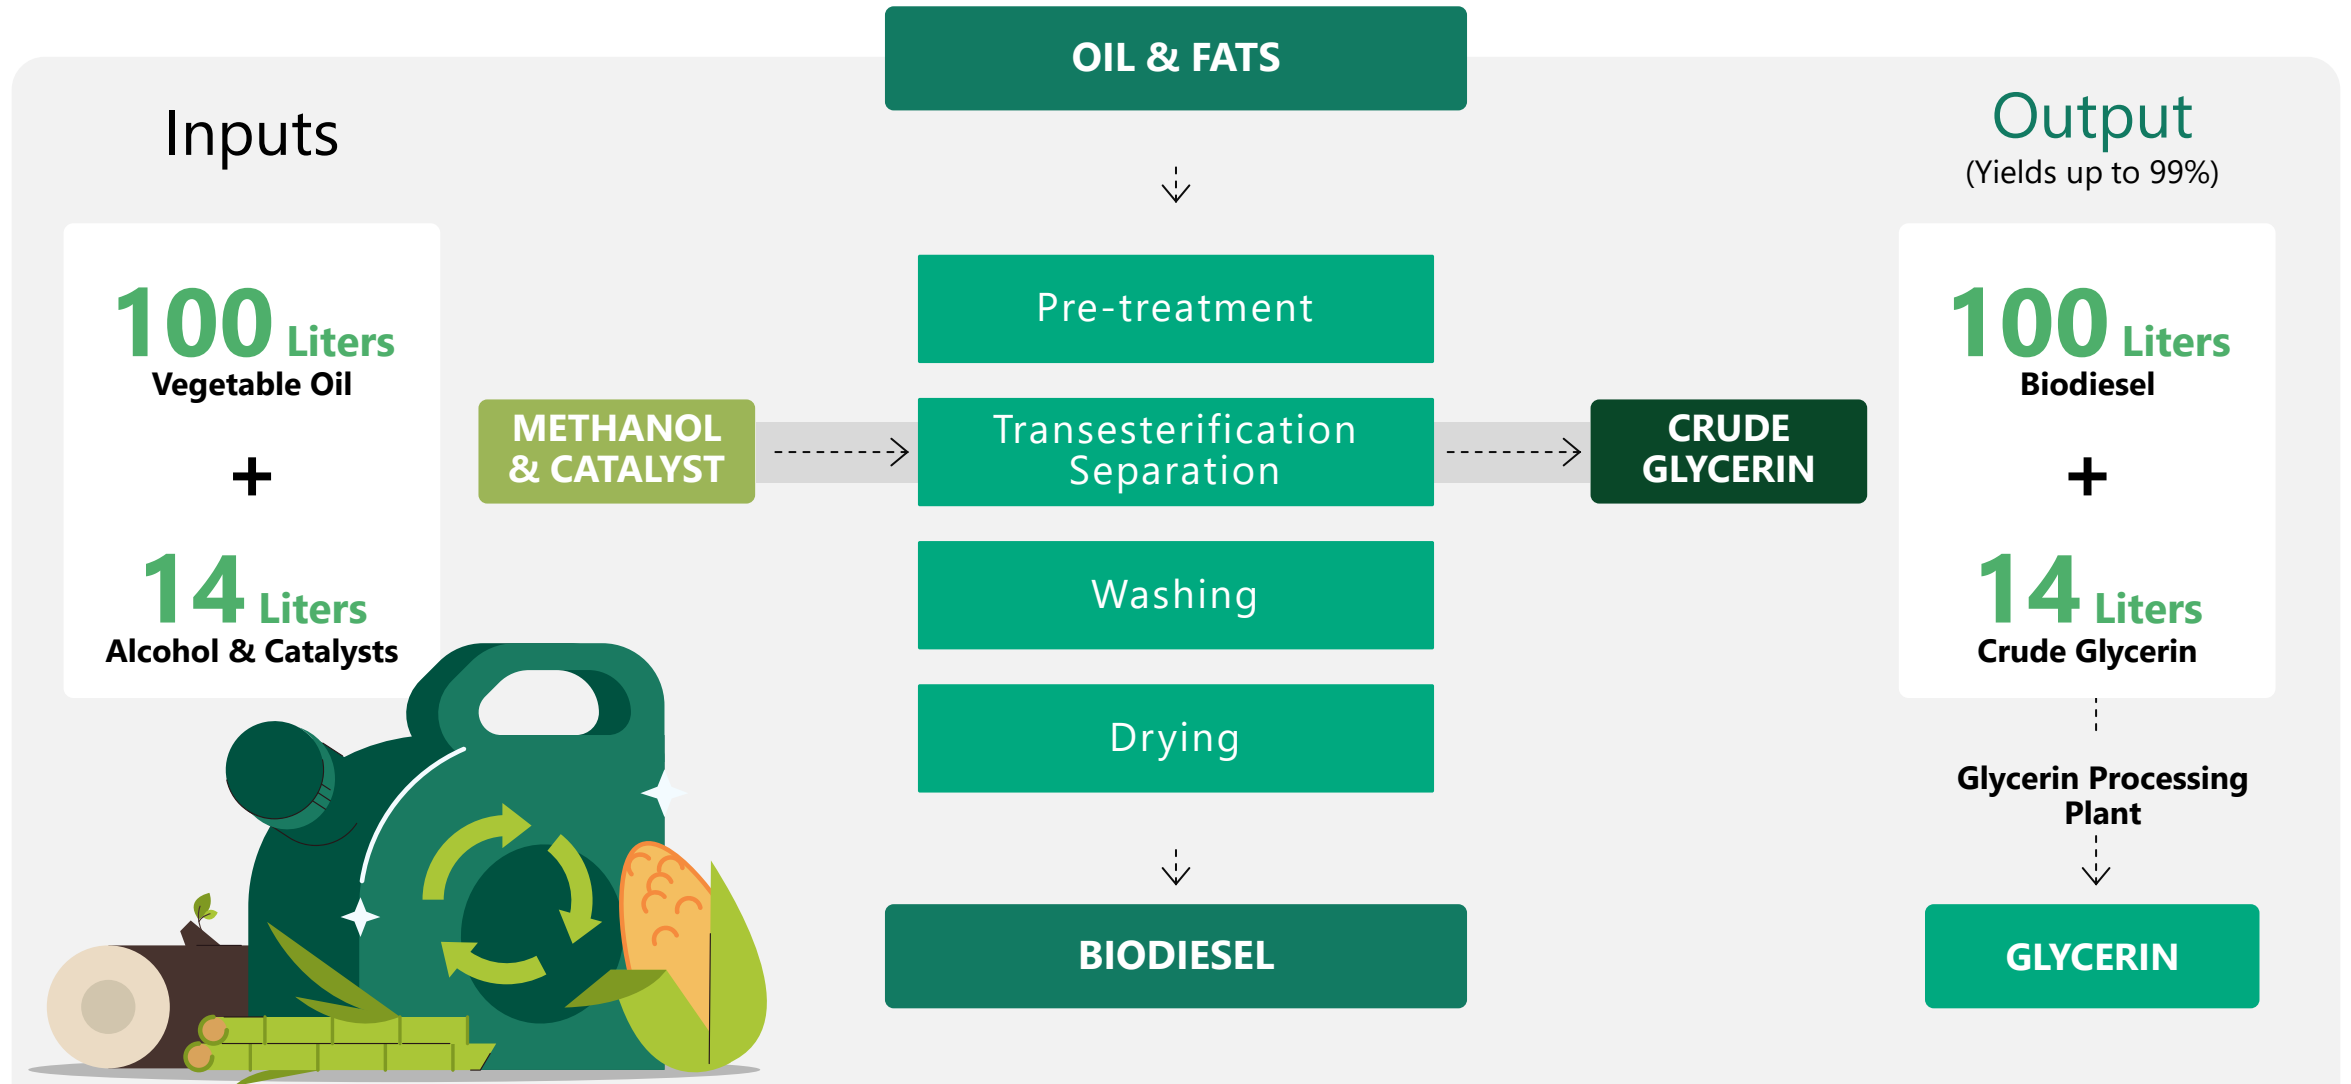 OIL & FATS
Inputs
100 Liters
Vegetable Oil
+
14 Liters
Alcohol & Catalysts
METHANOL
& CATALYST
Pre-treatment
Transesterification
Separation
Washing
Drying
BIODIESEL
CRUDE
GLYCERIN
Output
(Yields up to 99%)
100 Liters
Biodiesel
+
14 Liters
Crude Glycerin
Glycerin Processing
Plant
GLYCERIN